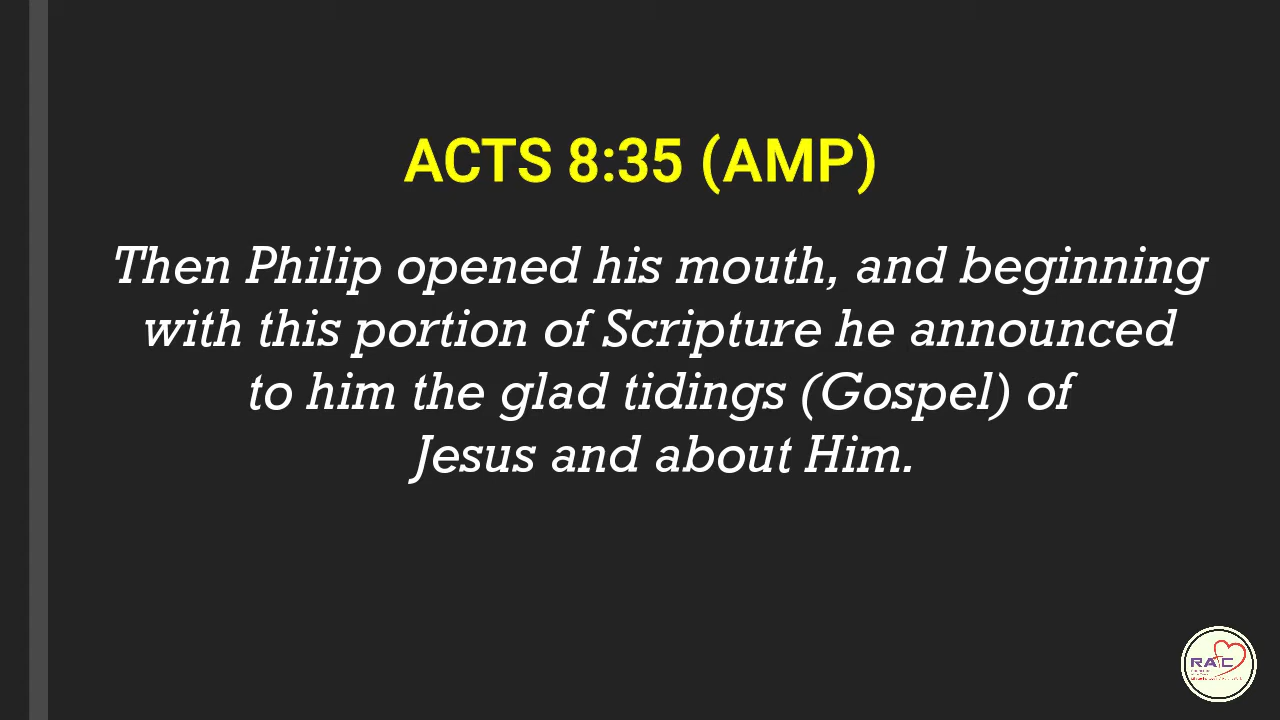 ACTS 8:35 (AMP)
Then Philip opened his mouth, and beginning
with this portion of Scripture he announced
to him the glad tidings (Gospel) of
Jesus and about Him.
RAFC